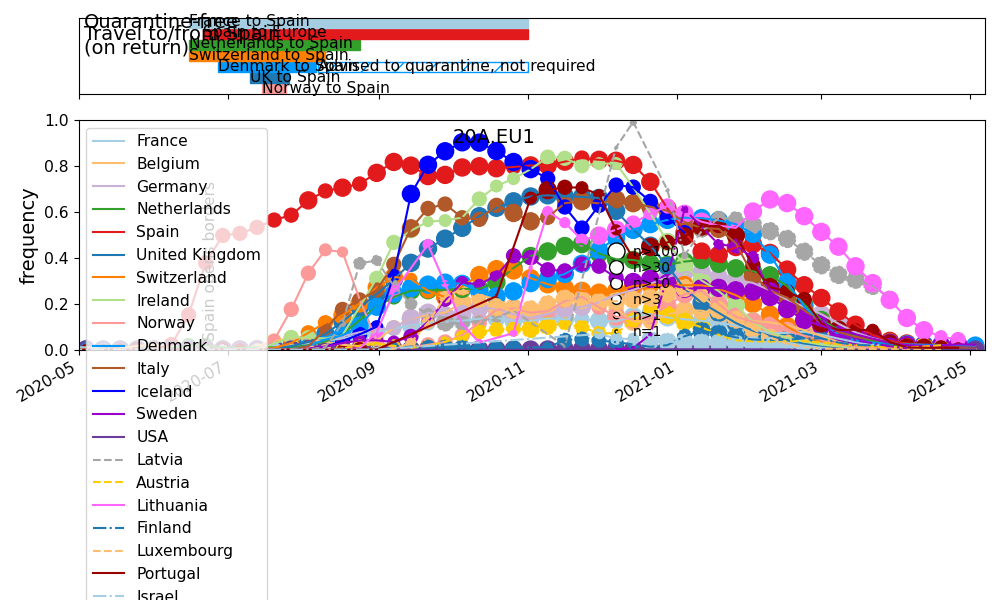 Quarantine-free
Travel to/from Spain
(on return)
France to Spain
Spain to Europe
Netherlands to Spain
Switzerland to Spain
Denmark to Spain
Advised to quarantine, not required
UK to Spain
Norway to Spain
20A.EU1
frequency
1.0
0.8
0.6
0.4
0.2
0.0
Spain opens borders
France
Belgium
Germany
Netherlands
Spain
United Kingdom
Switzerland
Ireland
Norway
Denmark
Italy
Iceland
Sweden
USA
Latvia
Austria
Lithuania
Finland
Luxembourg
Portugal
Israel
n>100
n>30
n>10
n>3
n>1
n=1
2020-05
2020-07
2020-09
2020-11
2021-01
2021-03
2021-05